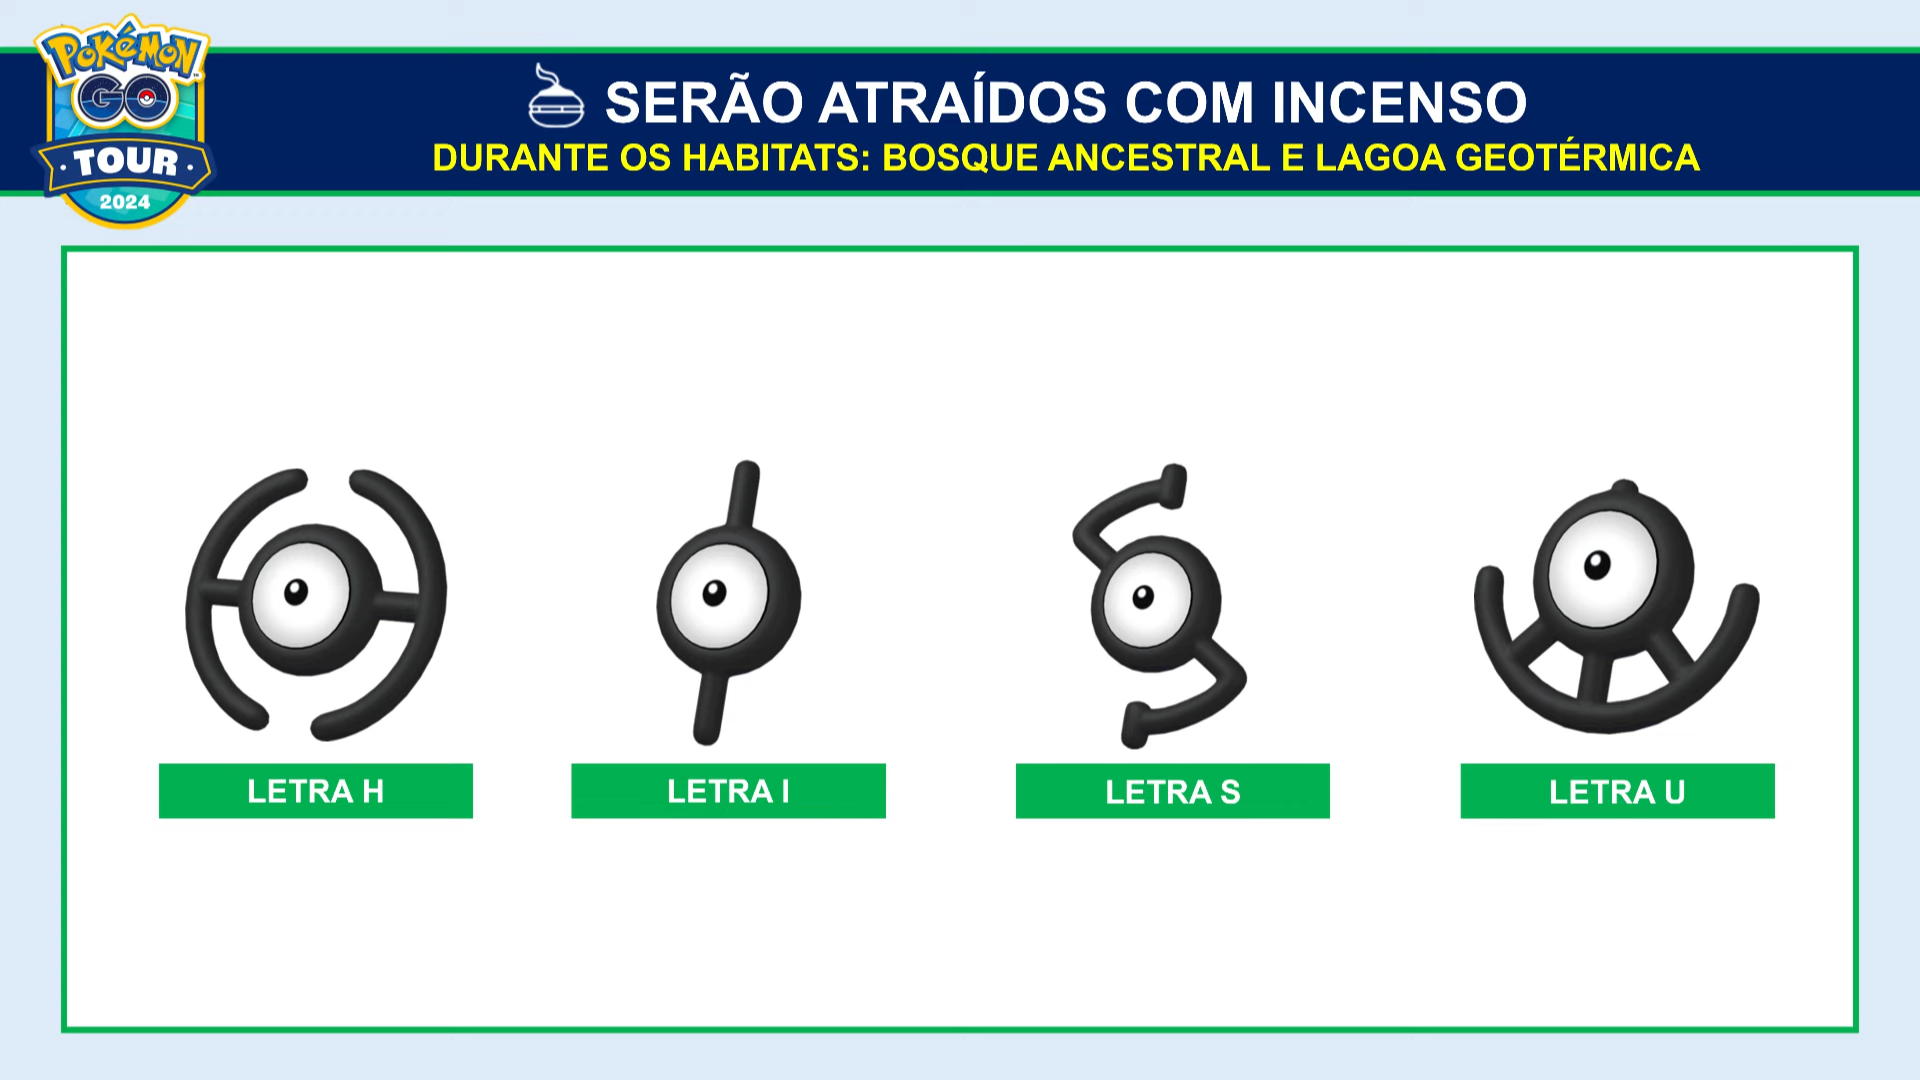 Pokémon
GO
TOUR
2024
SERÃO ATRAÍDOS COM INCENSO
DURANTE OS HABITATS: BOSQUE ANCESTRAL E LAGOA GEOTÉRMICA
LETRA H
LETRA I
LETRA S
LETRA U